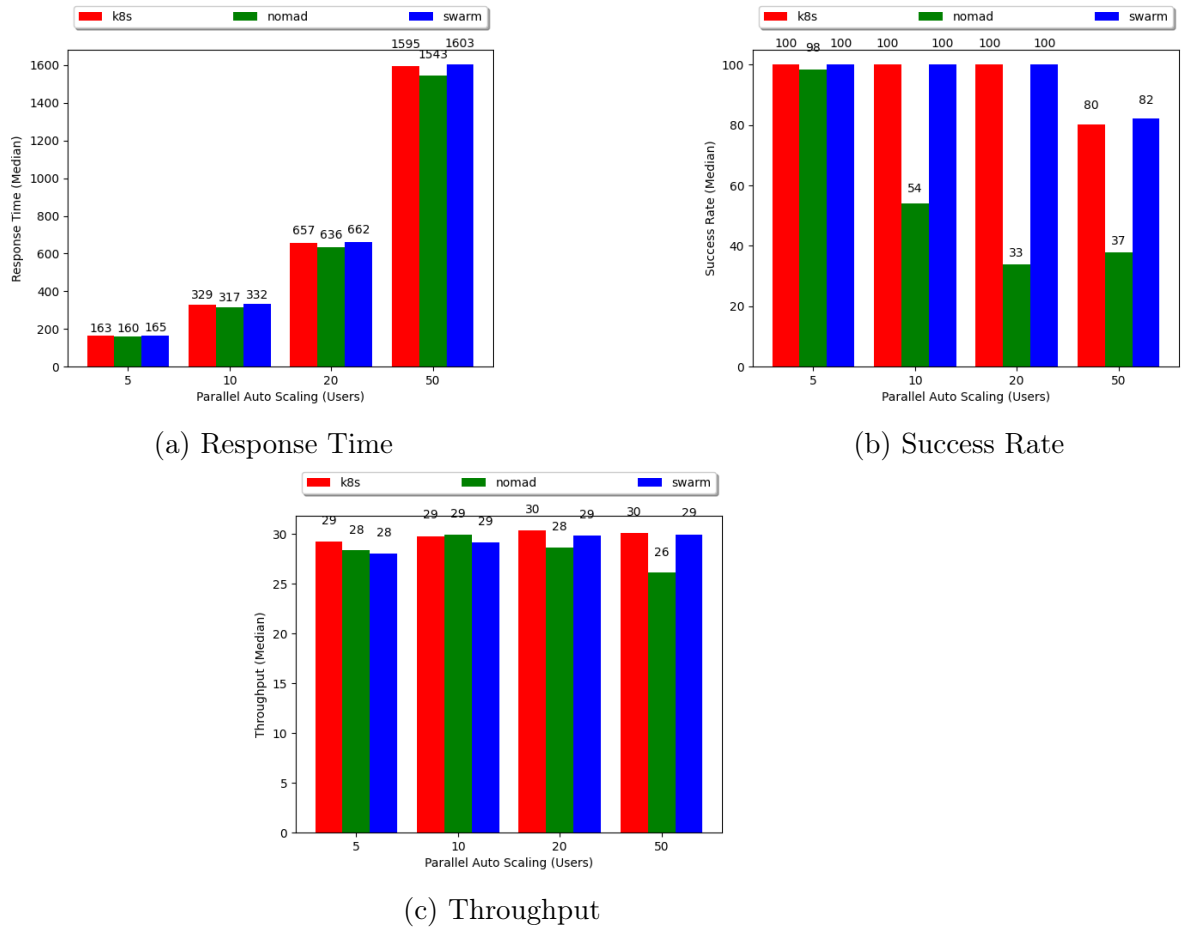 k8s nomad swarm
1595 1543 1603
657 636 662
329 317 332
163 160 165
1600
1400
1200
1000
800
600
400
200
0
Response Time (Median)
5 10 20 50
Parallel Auto Scaling (Users)
(a) Response Time
k8s nomad swarm
100 98 100 100 100 100 100
80 82
54
33 37
100
80
60
40
20
0
Success Rate (Median)
5 10 20 50
Parallel Auto Scaling (Users)
(b) Success Rate
k8s nomad swarm
29 28 28 29 29 29 30 28 29 30 26 29
30
25
20
15
10
5
0
Throughput (Median)
5 10 20 50
Parallel Auto Scaling (Users)
(c) Throughput